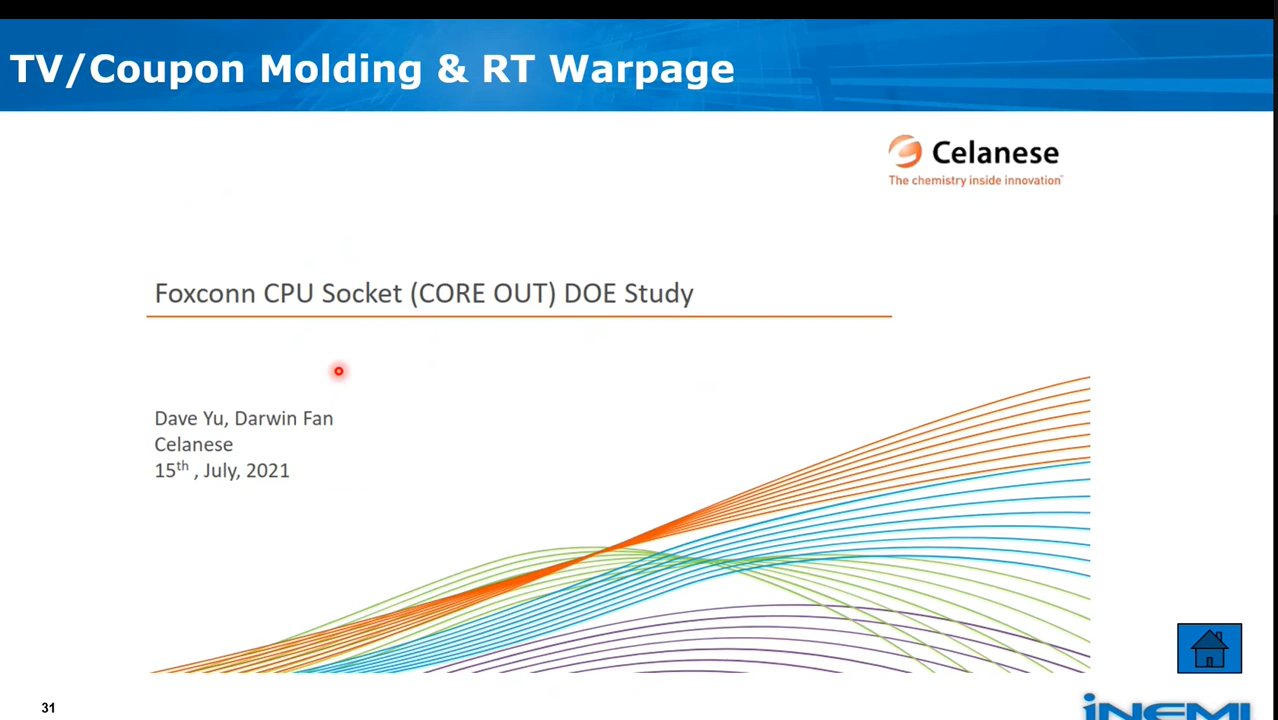 TV/Coupon Molding & RT Warpage
Celanese
The chemistry inside innovation™
Foxconn CPU Socket (CORE OUT) DOE Study
Dave Yu, Darwin Fan
Celanese
15th , July, 2021
31
iNEMI